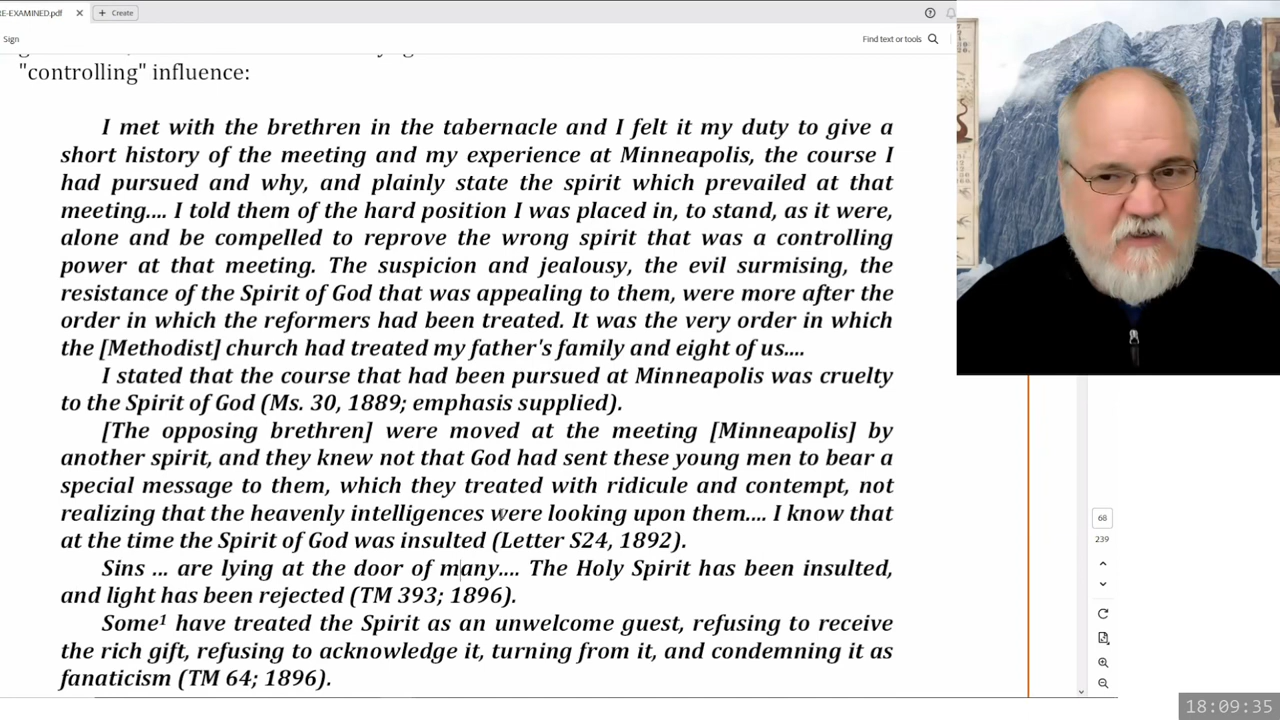 RE-EXAMINED.pdf
Create
Sign
Find text or tools
"controlling" influence:
I met with the brethren in the tabernacle and I felt it my duty to give a
short history of the meeting and my experience at Minneapolis, the course I
had pursued and why, and plainly state the spirit which prevailed at that
meeting.... I told them of the hard position I was placed in, to stand, as it were,
alone and be compelled to reprove the wrong spirit that was a controlling
power at that meeting. The suspicion and jealousy, the evil surmising, the
resistance of the Spirit of God that was appealing to them, were more after the
order in which the reformers had been treated. It was the very order in which
the [Methodist] church had treated my father's family and eight of us....
I stated that the course that had been pursued at Minneapolis was cruelty
to the Spirit of God (Ms. 30, 1889; emphasis supplied).
[The opposing brethren] were moved at the meeting [Minneapolis] by
another spirit, and they knew not that God had sent these young men to bear a
special message to them, which they treated with ridicule and contempt, not
realizing that the heavenly intelligences were looking upon them.... I know that
at the time the Spirit of God was insulted (Letter S24, 1892).
Sins ... are lying at the door of many.... The Holy Spirit has been insulted,
and light has been rejected (TM 393; 1896).
Some¹ have treated the Spirit as an unwelcome guest, refusing to receive
the rich gift, refusing to acknowledge it, turning from it, and condemning it as
fanaticism (TM 64; 1896).
68
239
18:09:35